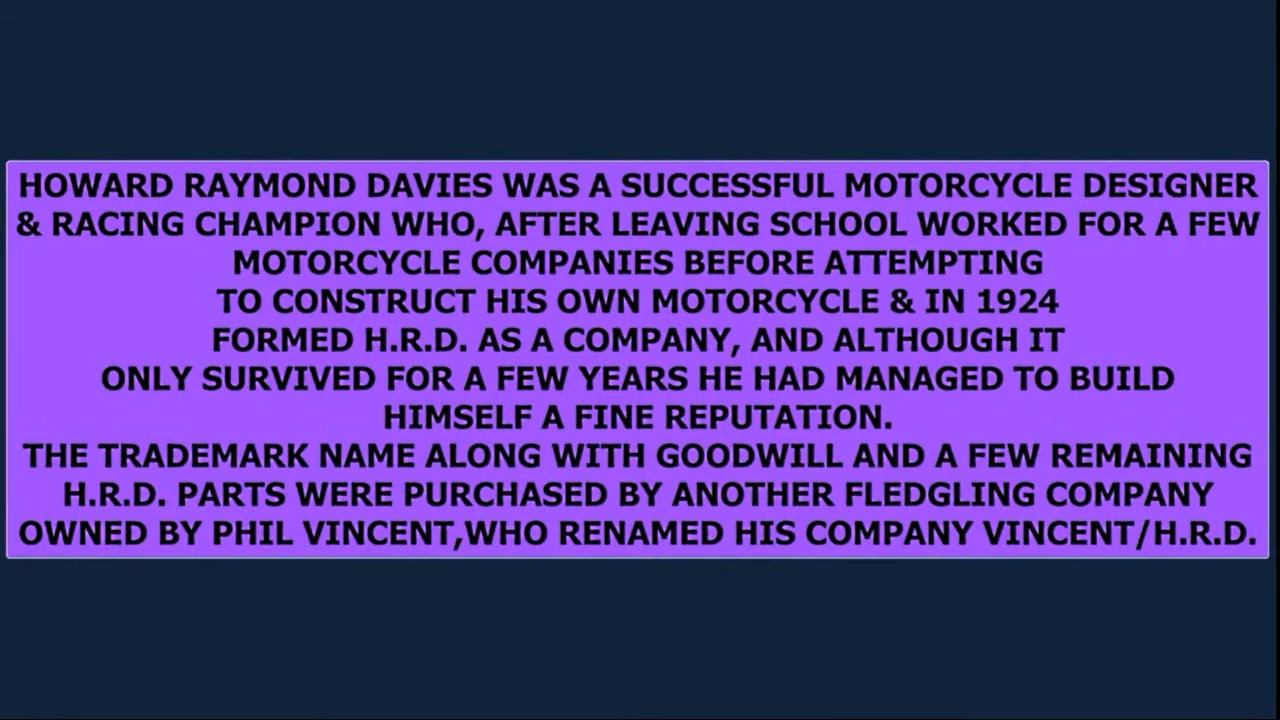 HOWARD RAYMOND DAVIES WAS A SUCCESSFUL MOTORCYCLE DESIGNER
& RACING CHAMPION WHO, AFTER LEAVING SCHOOL WORKED FOR A FEW
MOTORCYCLE COMPANIES BEFORE ATTEMPTING
TO CONSTRUCT HIS OWN MOTORCYCLE & IN 1924
FORMED H.R.D. AS A COMPANY, AND ALTHOUGH IT
ONLY SURVIVED FOR A FEW YEARS HE HAD MANAGED TO BUILD
HIMSELF A FINE REPUTATION.
THE TRADEMARK NAME ALONG WITH GOODWILL AND A FEW REMAINING
H.R.D. PARTS WERE PURCHASED BY ANOTHER FLEDGLING COMPANY
OWNED BY PHIL VINCENT,WHO RENAMED HIS COMPANY VINCENT/H.R.D.